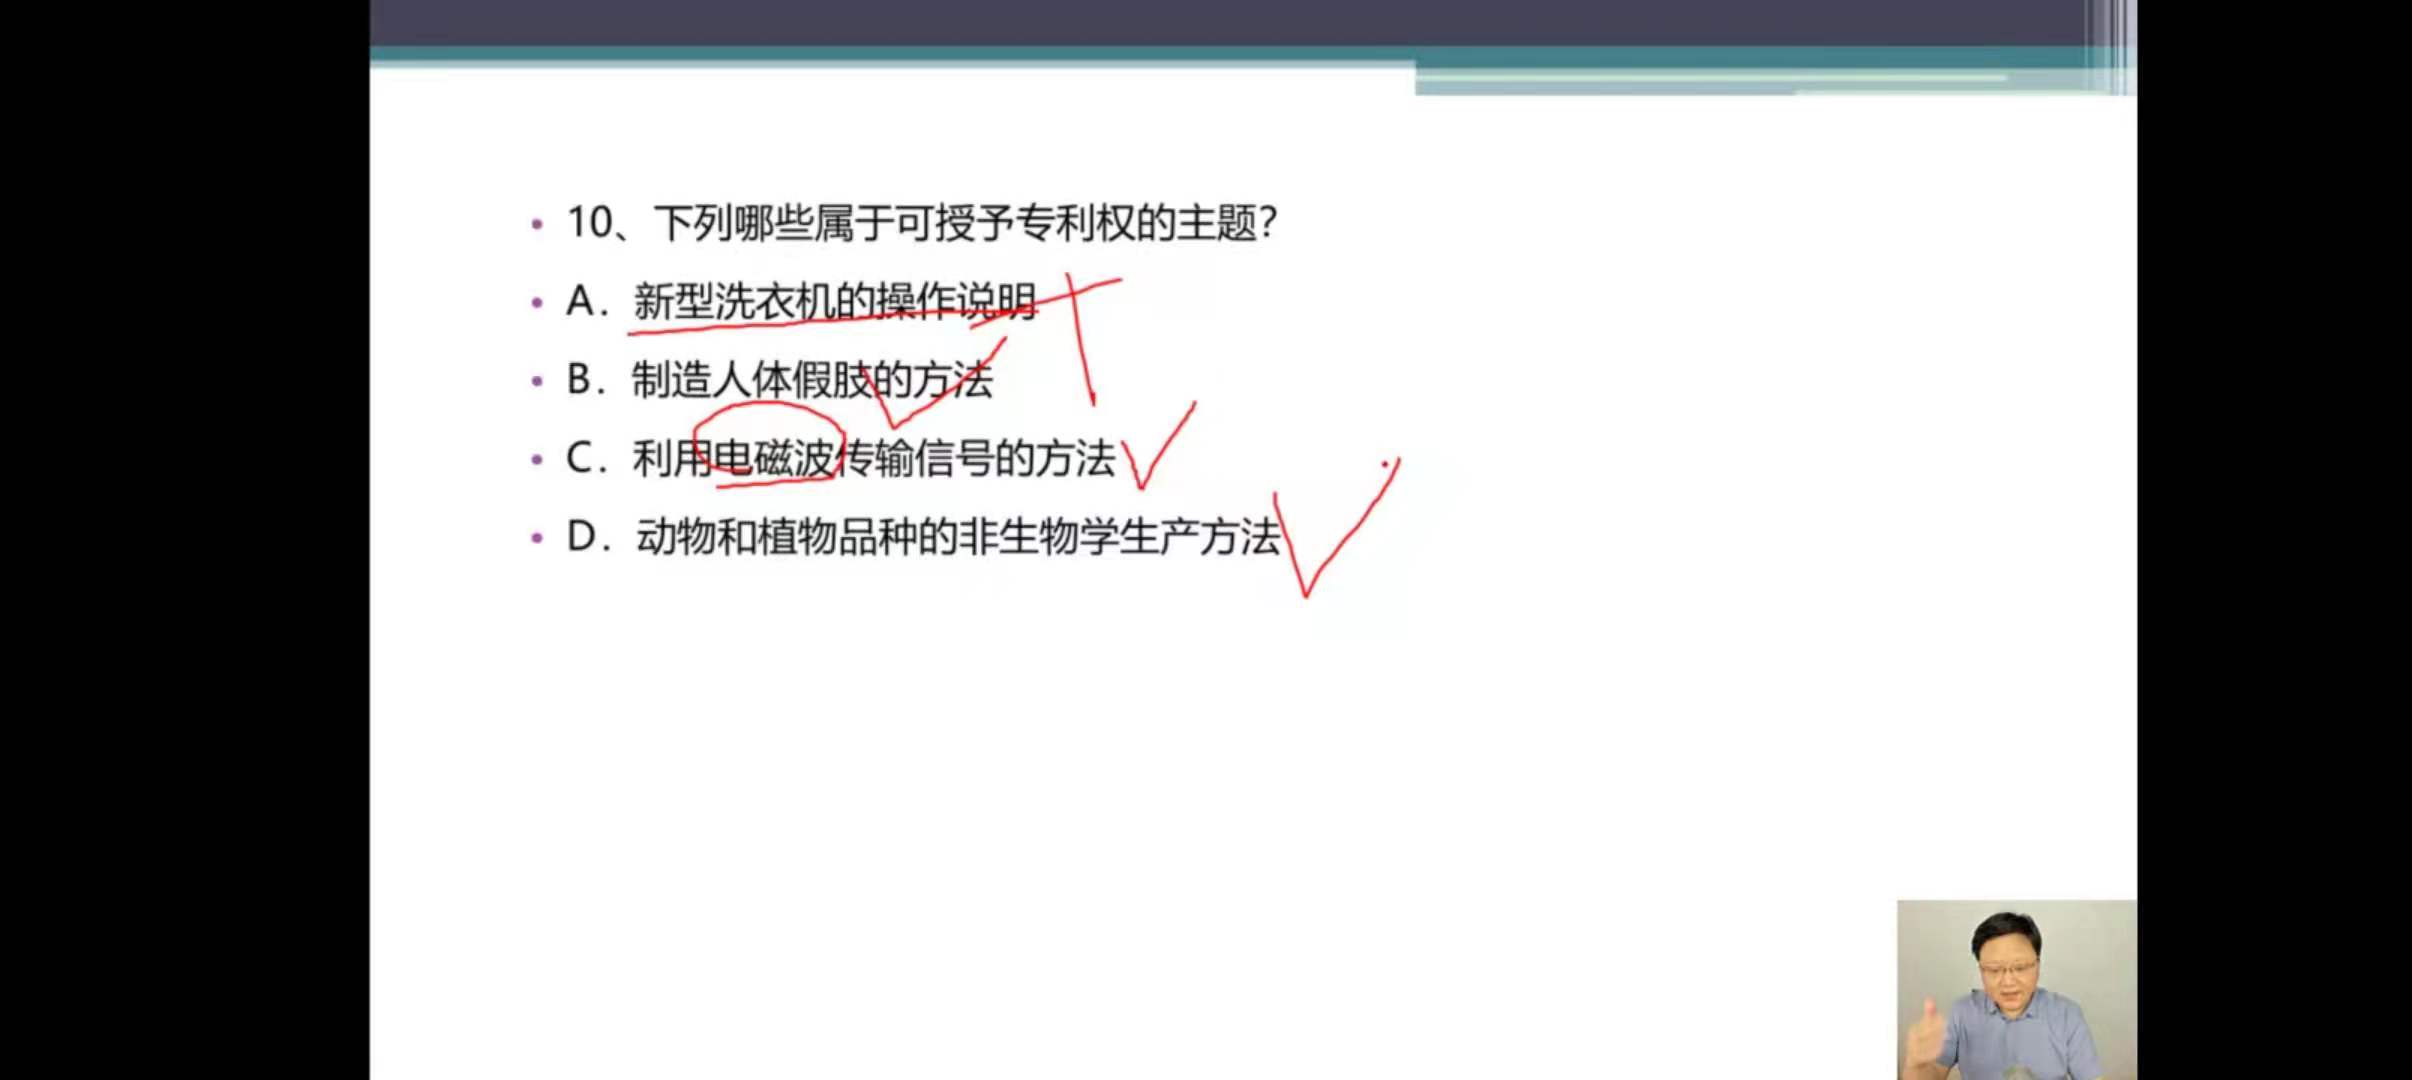 10、下列哪些属于可授予专利权的主题?
A. 新型洗衣机的操作说明
B. 制造人体假肢的方法
C. 利用电磁波传输信号的方法
D. 动物和植物品种的非生物学生产方法